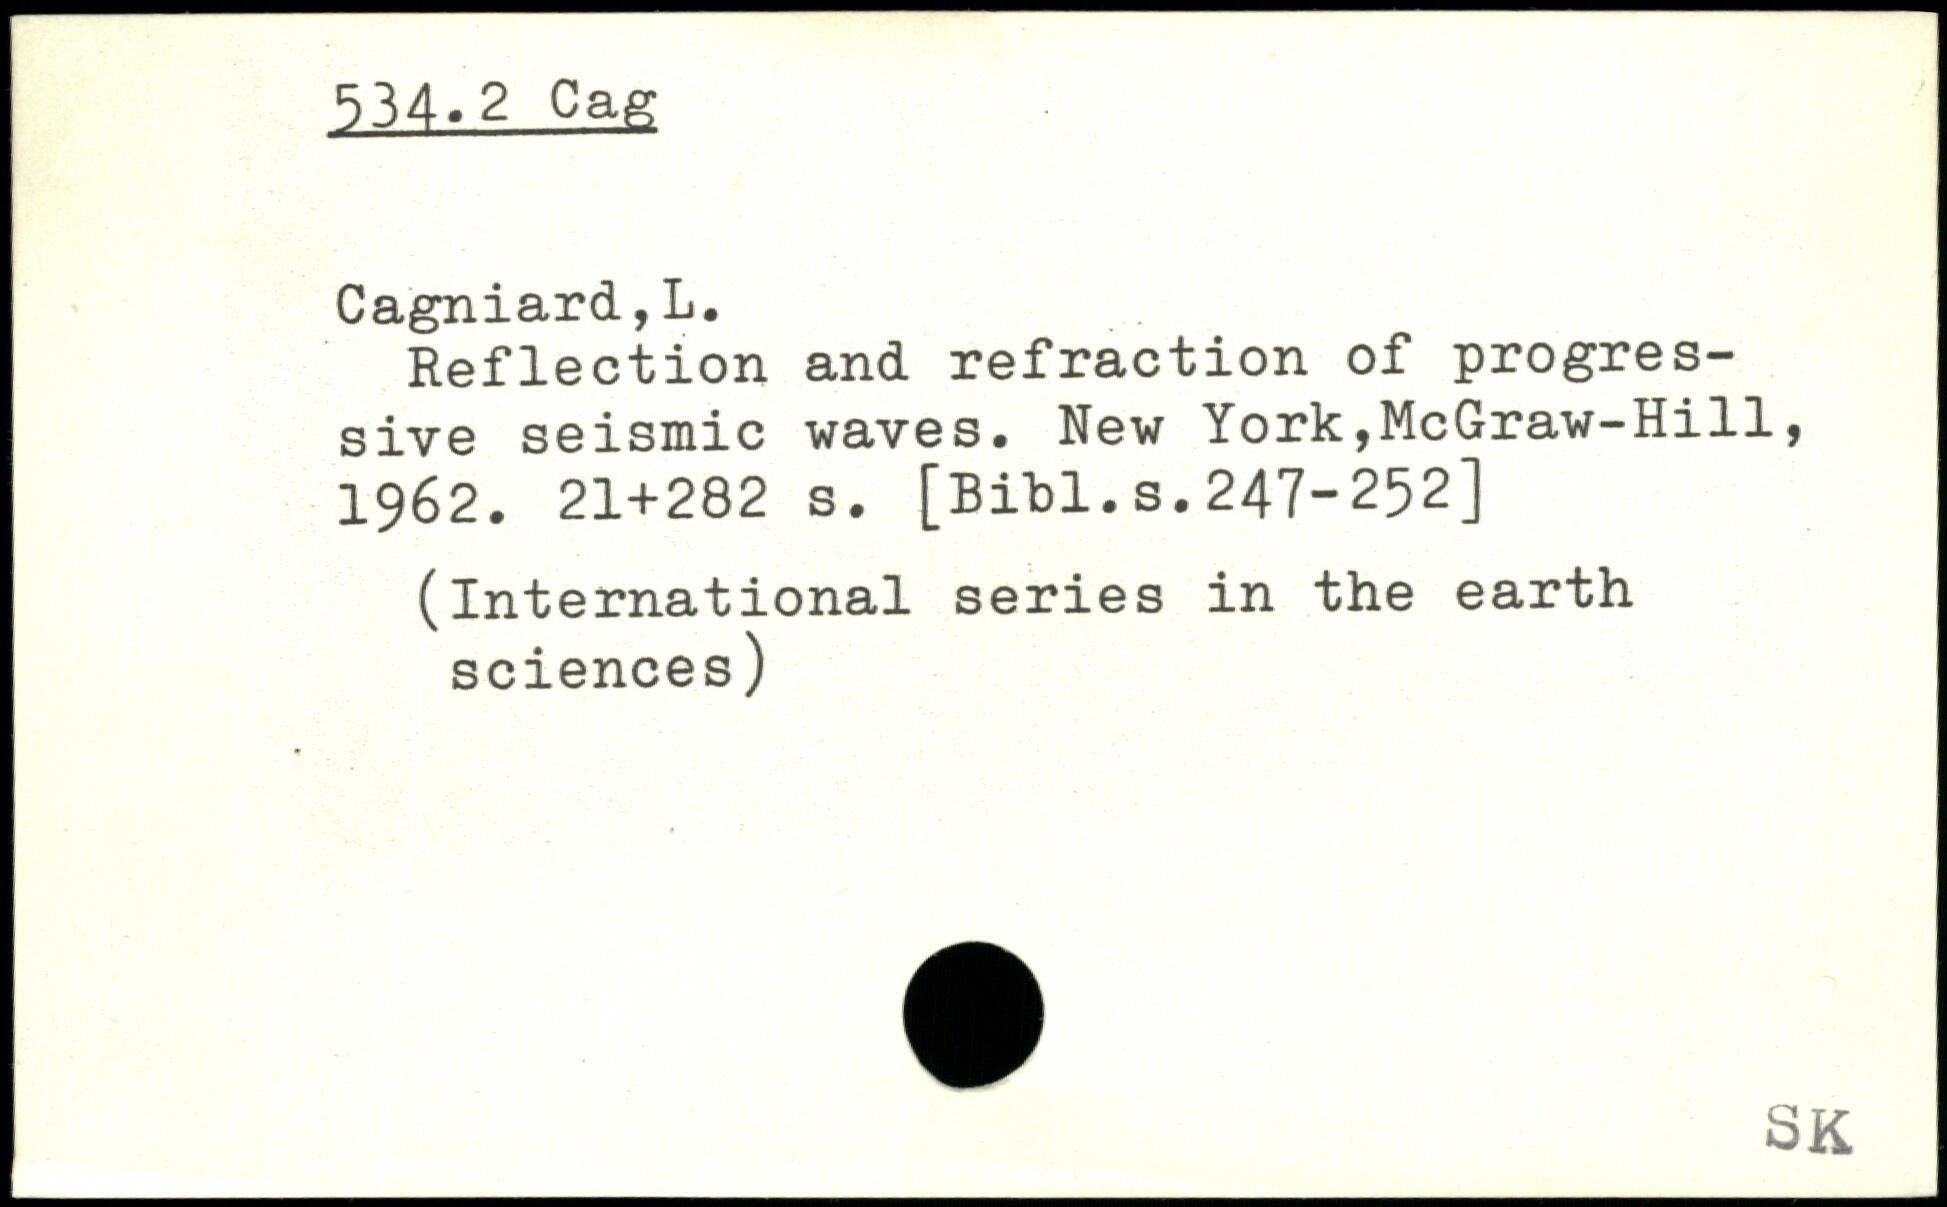 534.2 Cag
Cagniard,L.
Reflection and refraction of progres-
sive seismic waves. New York,McGraw-Hill,
1962. 21+282 s. [Bibl.s.247-252]
(International series in the earth
sciences)
SK